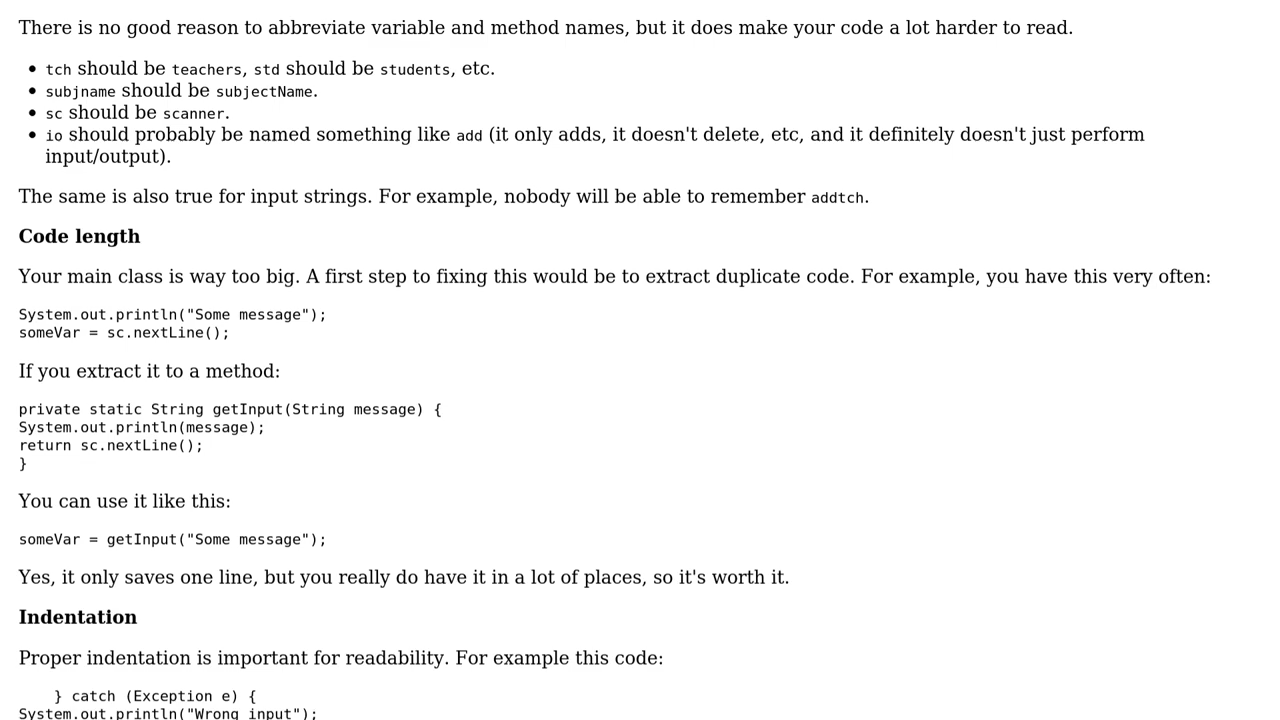 There is no good reason to abbreviate variable and method names, but it does make your code a lot harder to read.
• tch should be teachers, std should be students, etc.
• subjname should be subjectName.
• sc should be scanner.
• io should probably be named something like add (it only adds, it doesn't delete, etc, and it definitely doesn't just perform
input/output).
The same is also true for input strings. For example, nobody will be able to remember addtch.
Code length
Your main class is way too big. A first step to fixing this would be to extract duplicate code. For example, you have this very often:
System.out.println("Some message");
someVar = sc.nextLine();
If you extract it to a method:
private static String getInput(String message) {
System.out.println(message);
return sc.nextLine();
}
You can use it like this:
someVar = getInput("Some message");
Yes, it only saves one line, but you really do have it in a lot of places, so it's worth it.
Indentation
Proper indentation is important for readability. For example this code:
    } catch (Exception e) {
System.out.println("Wrong input");